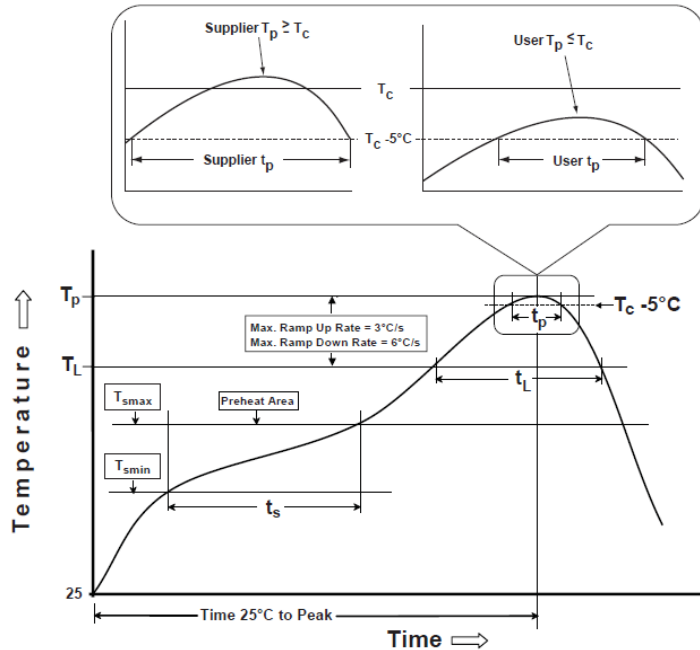 Supplier Tp ≥ Tc
User Tp ≤ Tc
Tc
Tc -5°C
Supplier tp
User tp
Tp
Tc -5°C
tp
Max. Ramp Up Rate = 3°C/s
Max. Ramp Down Rate = 6°C/s
TL
tL
Tsmax
Preheat Area
Tsmin
ts
Temperature
25
Time 25°C to Peak
Time